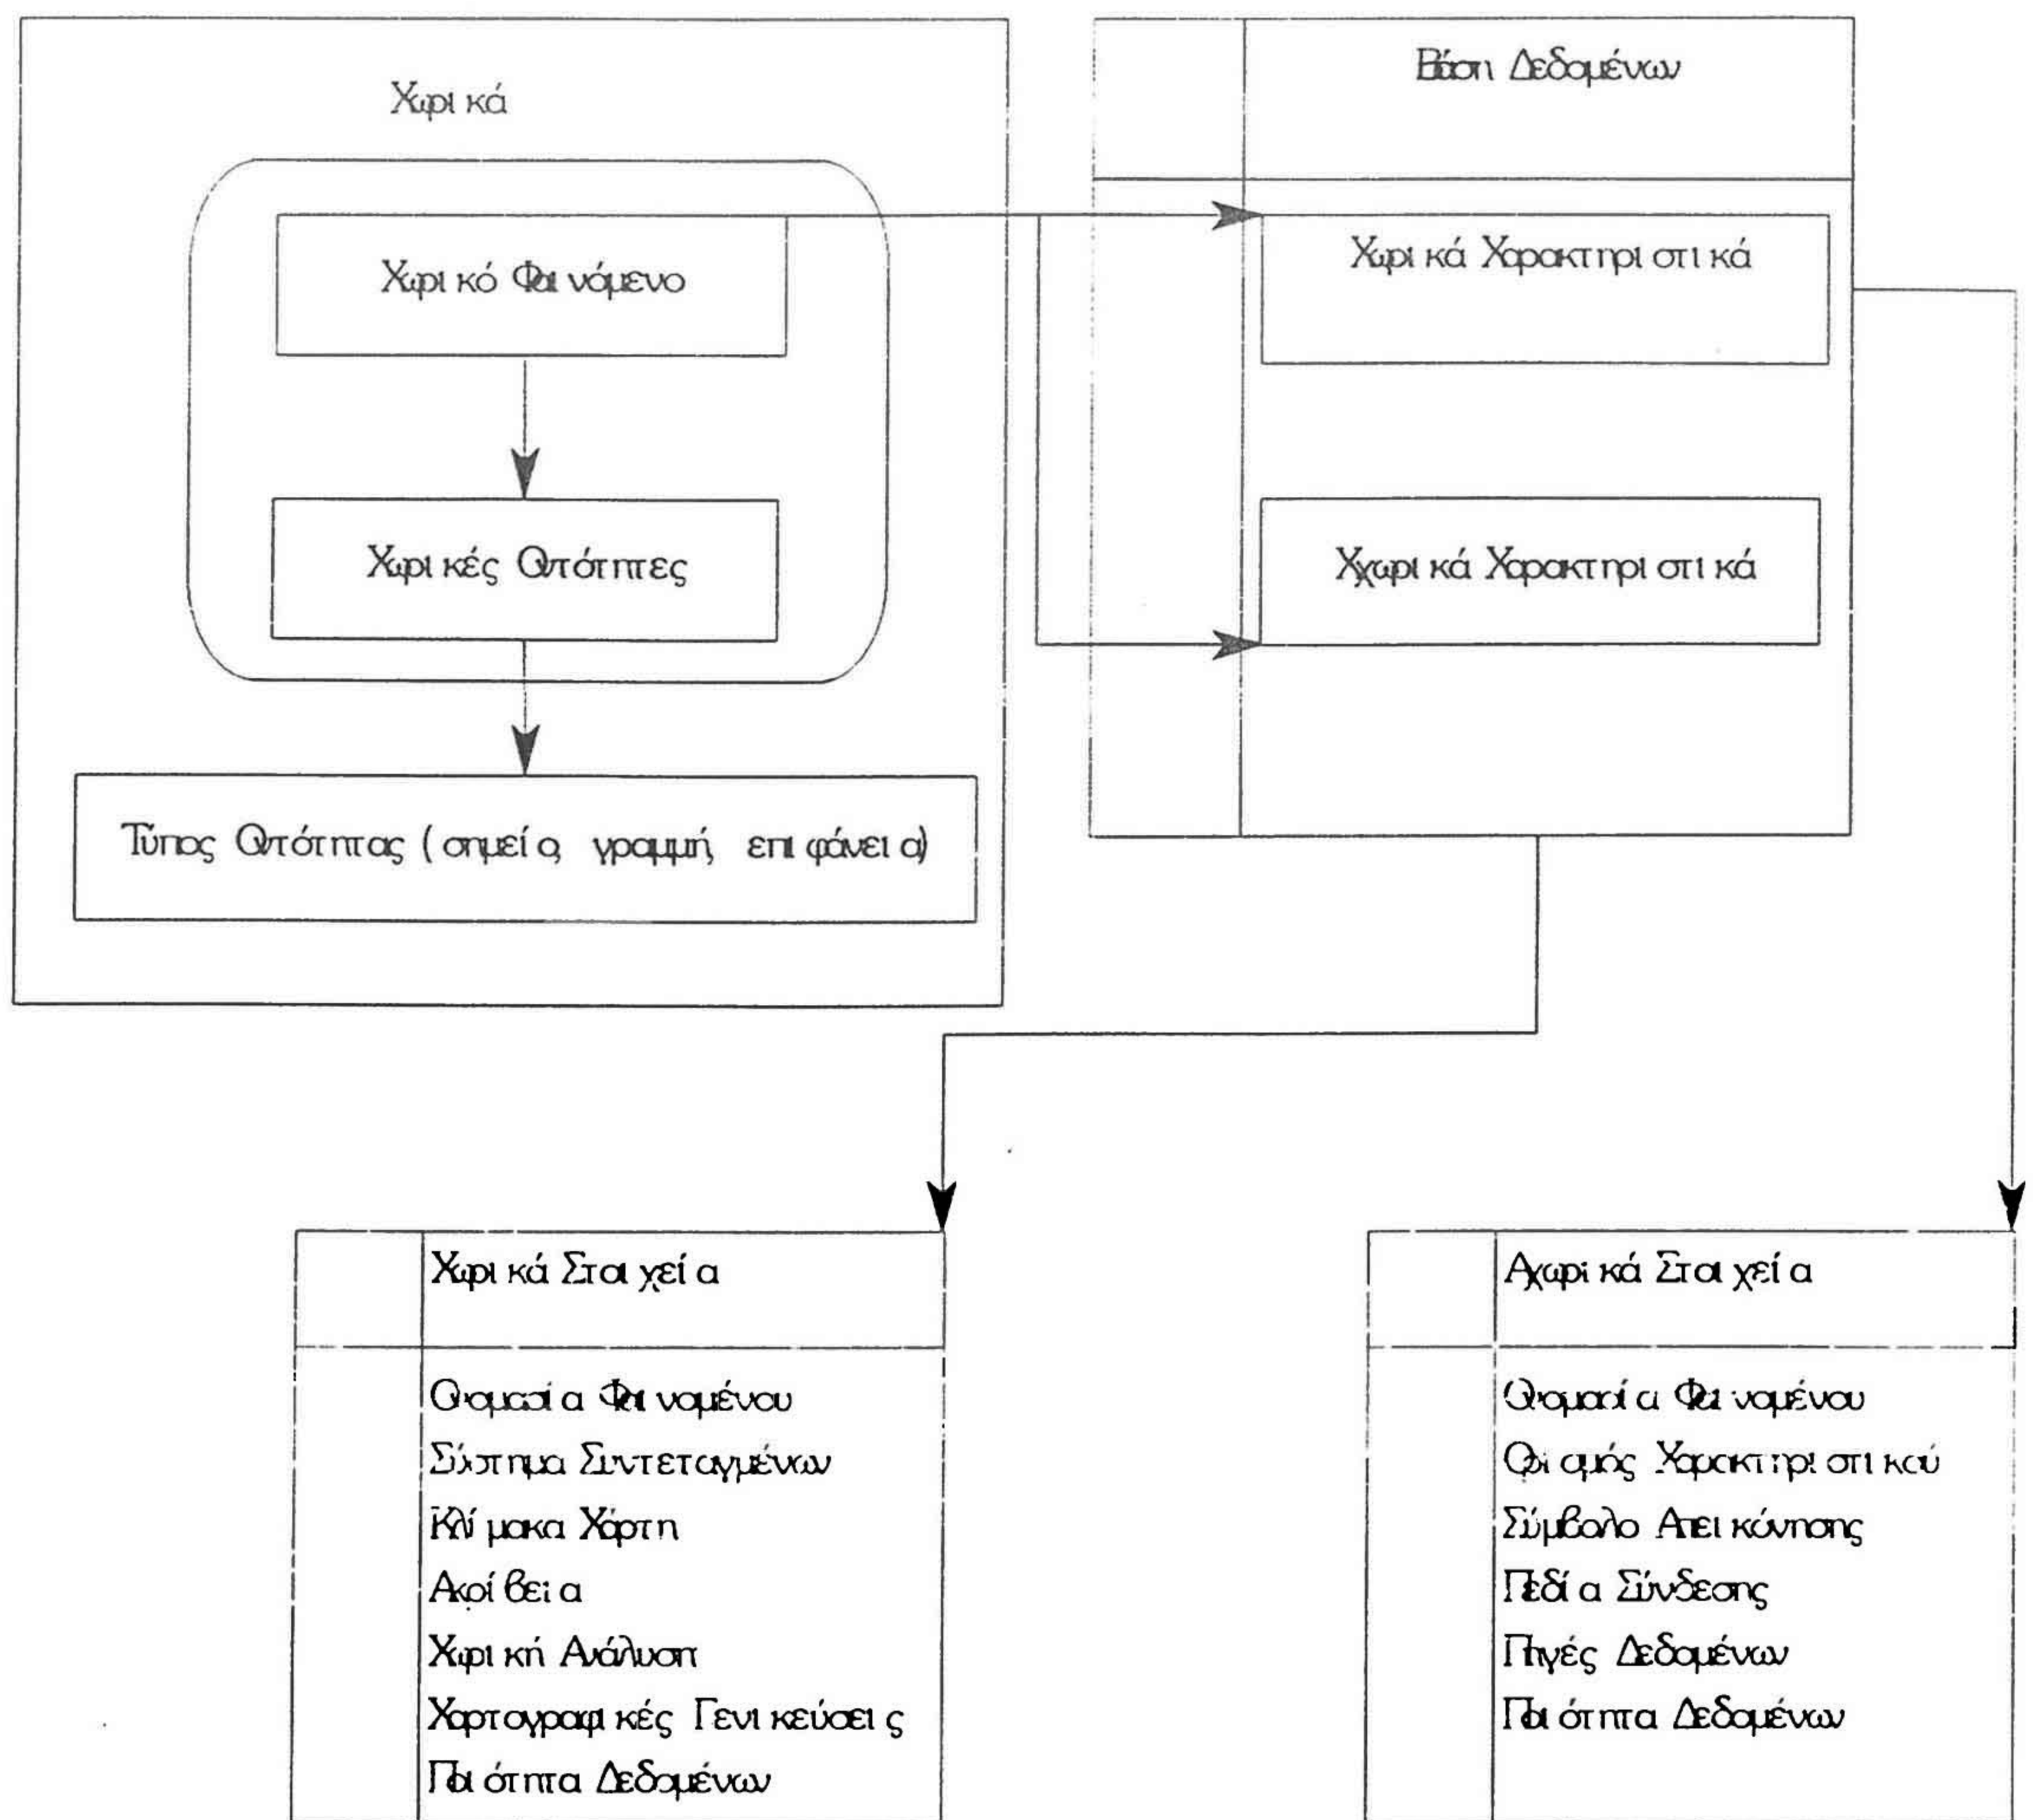 Χωρικά
Χωρικό Φαινόμενο
Χωρικές Οντότητες
Τύπος Οντότητας (σημείο, γραμμή, επιφάνεια)
Βάση Δεδομένων
Χωρικά Χαρακτηριστικά
Χχωρικά Χαρακτηριστικά
Χωρικά Στοιχεία
Ονομασία Φαινομένου
Σύστημα Συντεταγμένων
Κλίμακα Χάρτη
Ακρίβεια
Χωρική Ανάλυση
Χαρτογραφικές Γενικεύσεις
Ποιότητα Δεδομένων
Αχωρικά Στοιχεία
Ονομασία Φαινομένου
Ορισμός Χαρακτηριστικού
Σύμβολο Απεικόνησης
Πεδία Σύνδεσης
Πηγές Δεδομένων
Ποιότητα Δεδομένων